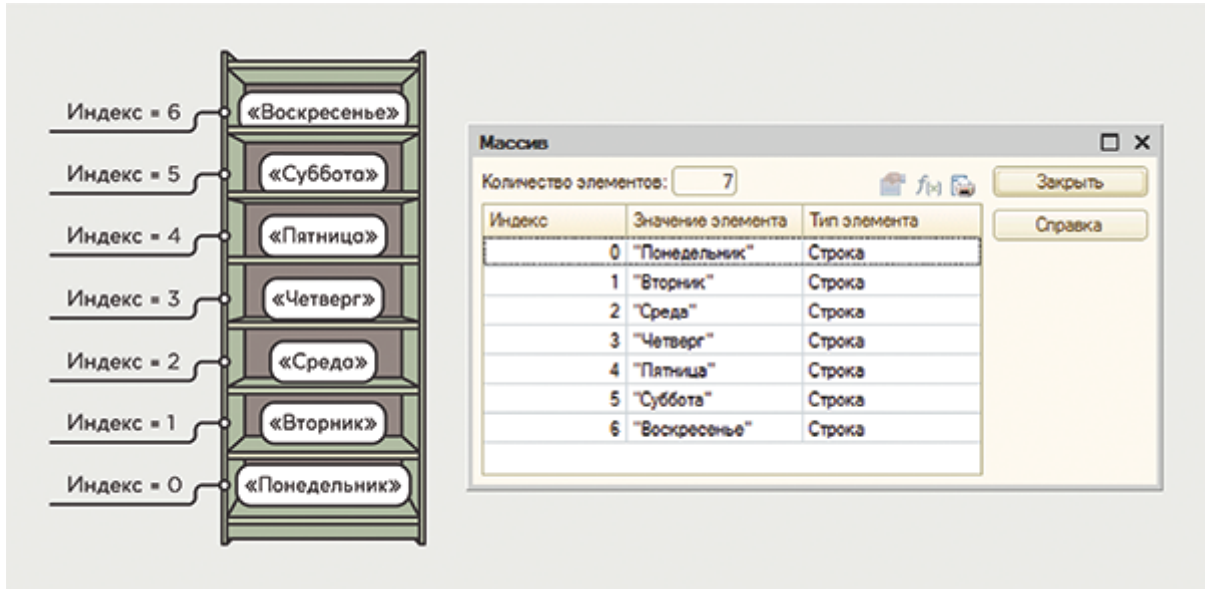 Индекс = 6 «Воскресенье»
Индекс = 5 «Суббота»
Индекс = 4 «Пятница»
Индекс = 3 «Четверг»
Индекс = 2 «Среда»
Индекс = 1 «Вторник»
Индекс = 0 «Понедельник»
Массив
Количество элементов: 7 Закрыть
Справка
Индекс Значение элемента Тип элемента
0 "Понедельник" Строка
1 "Вторник" Строка
2 "Среда" Строка
3 "Четверг" Строка
4 "Пятница" Строка
5 "Суббота" Строка
6 "Воскресенье" Строка